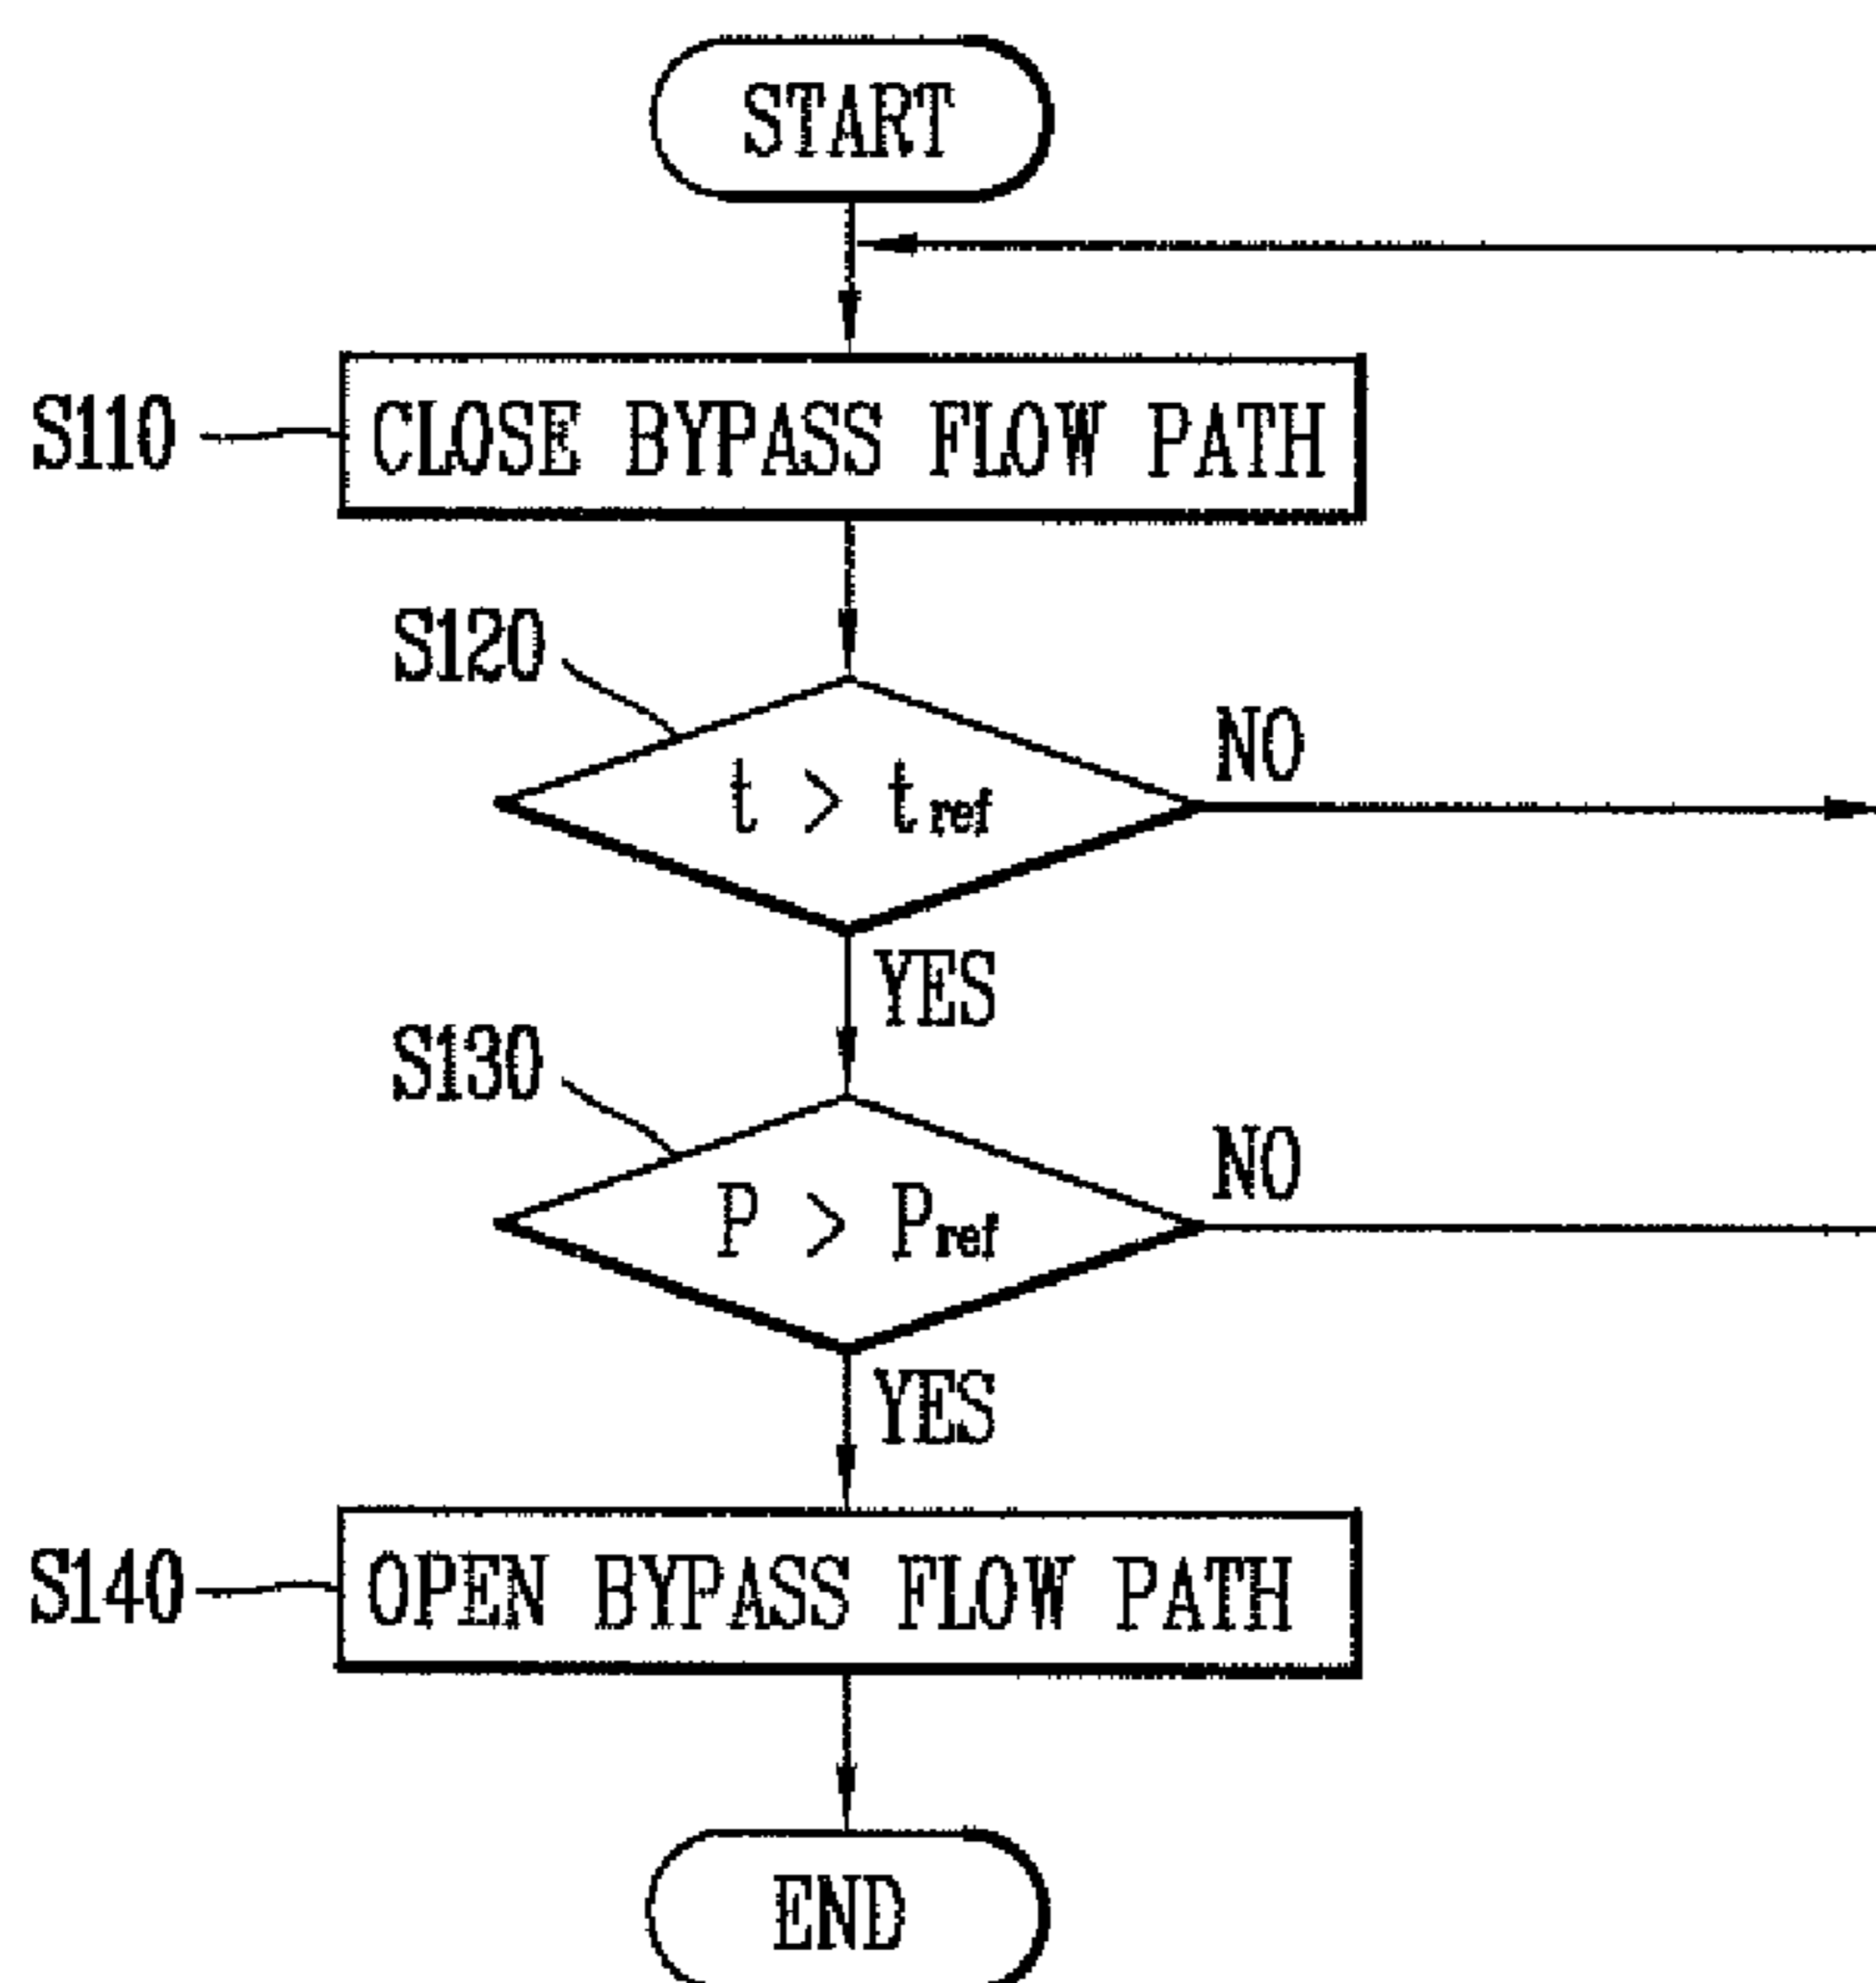 START
S110
CLOSE BYPASS FLOW PATH
S120
t > tref
NO
YES
S130
P > Pref
NO
YES
S140
OPEN BYPASS FLOW PATH
END